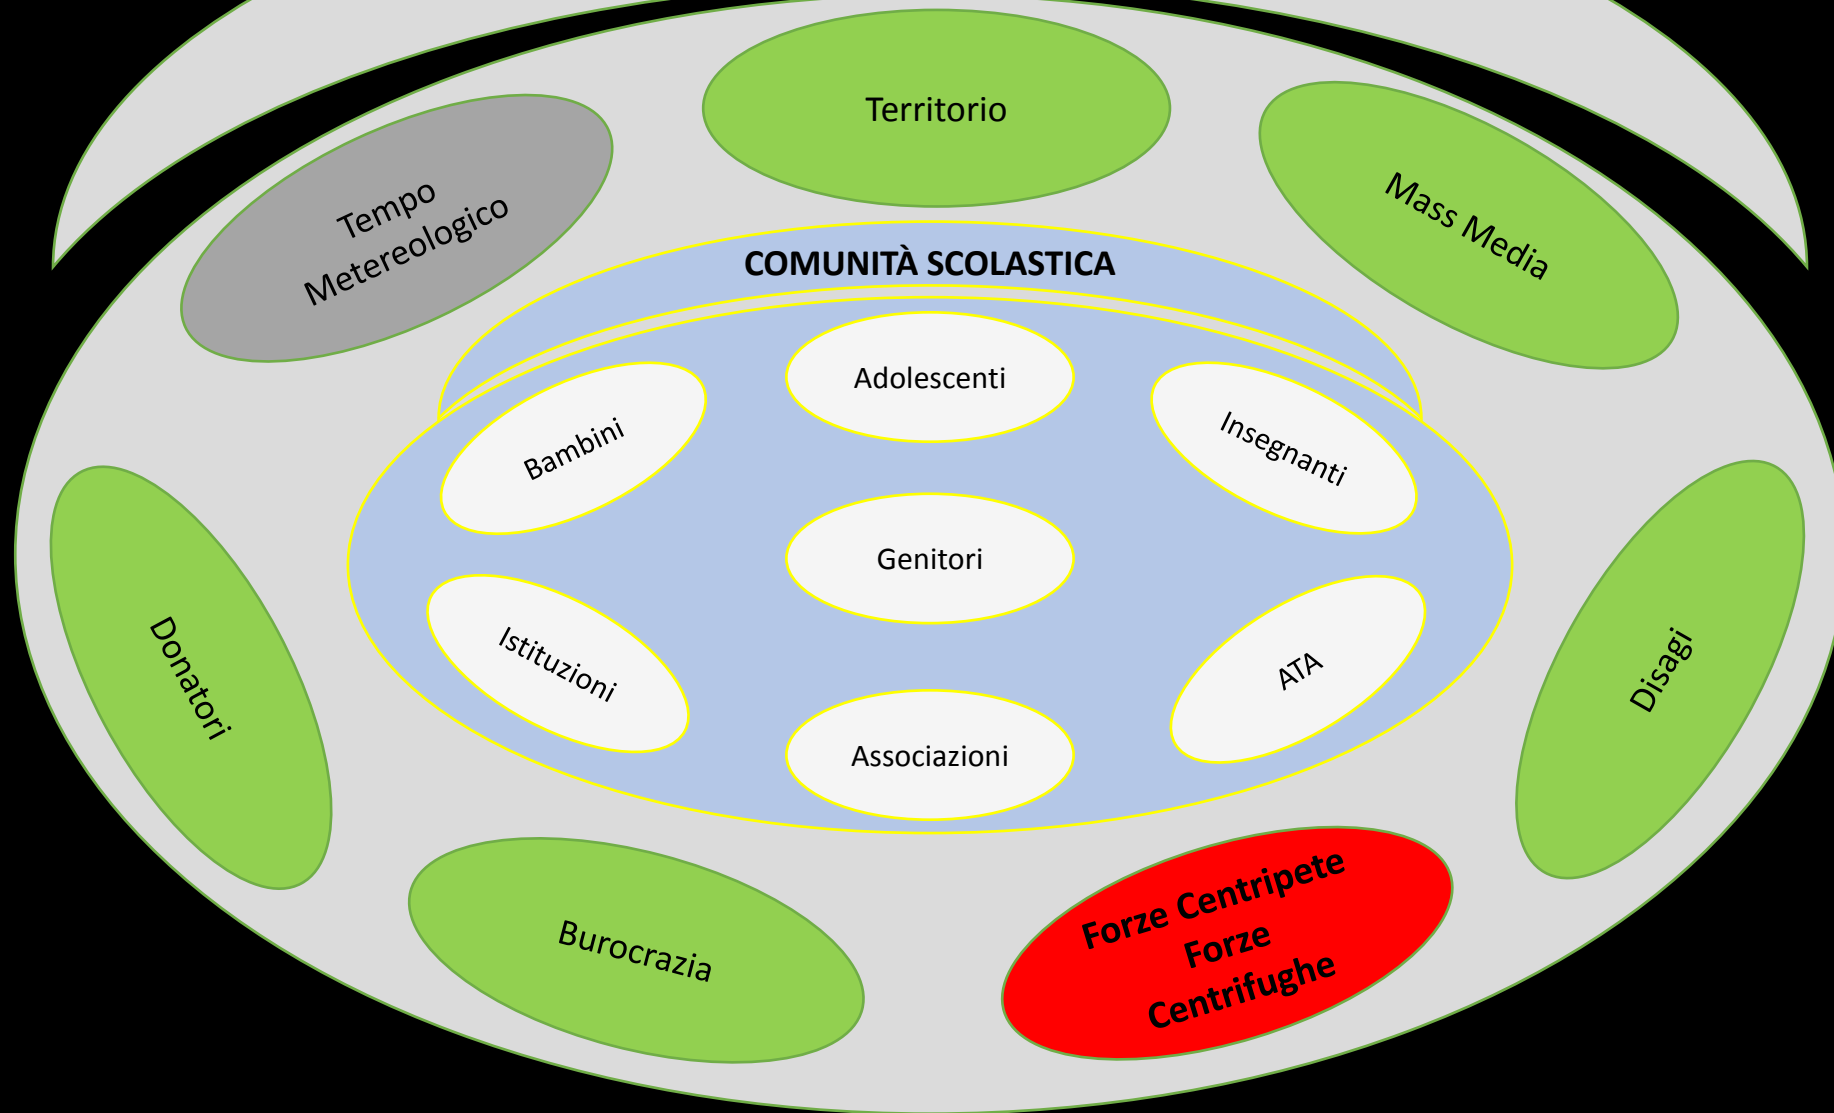 Territorio
Tempo
Metereologico
Mass Media
COMUNITÀ SCOLASTICA
Adolescenti
Bambini
Insegnanti
Genitori
Istituzioni
ATA
Associazioni
Donatori
Disagi
Burocrazia
Forze Centripete
Forze
Centrifughe